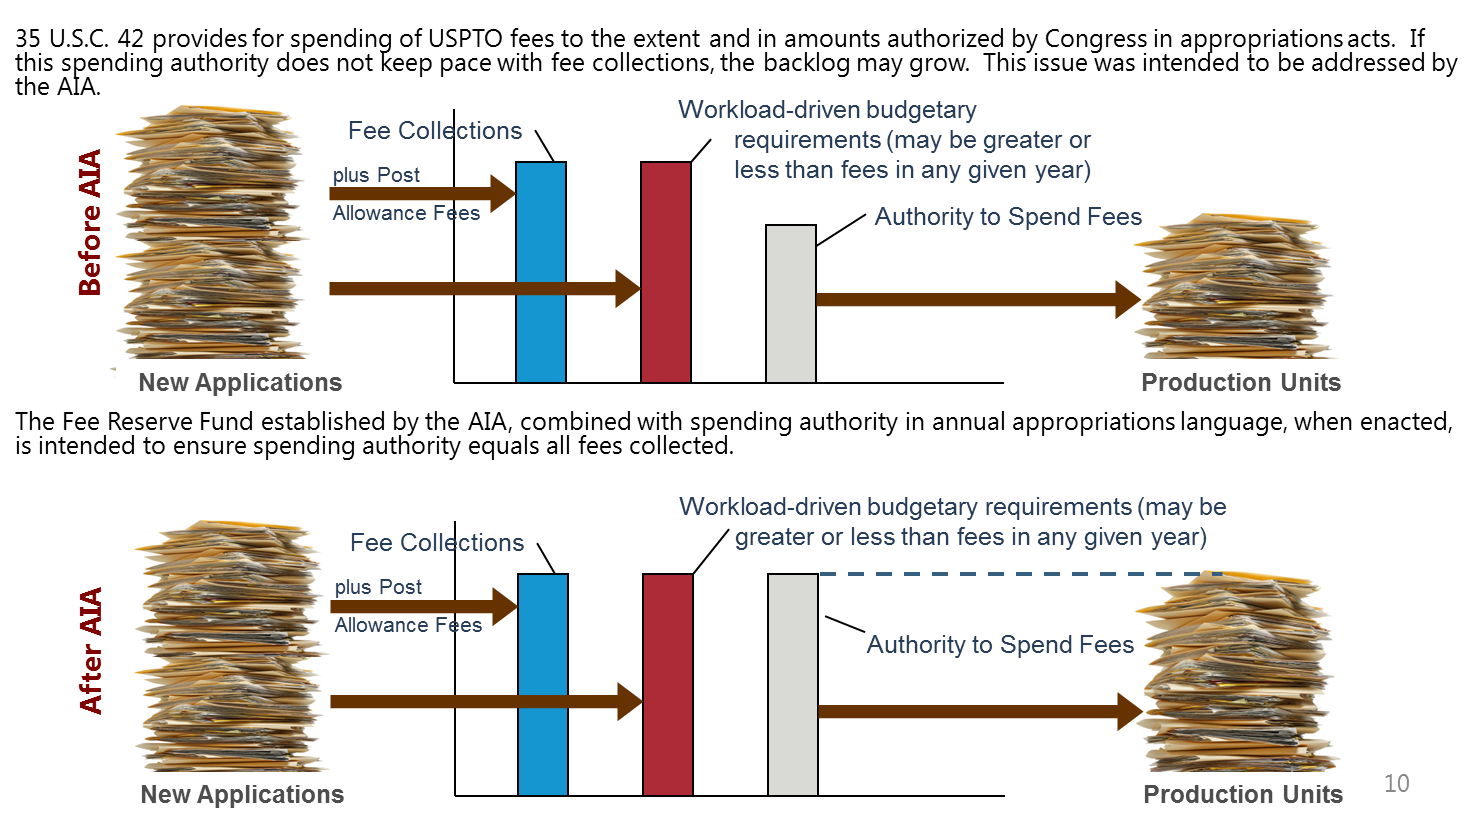 35 U.S.C. 42 provides for spending of USPTO fees to the extent and in amounts authorized by Congress in appropriations acts. If
this spending authority does not keep pace with fee collections, the backlog may grow. This issue was intended to be addressed by
the AIA.
Before AIA
Fee Collections
plus Post
Allowance Fees
Workload-driven budgetary
requirements (may be greater or
less than fees in any given year)
Authority to Spend Fees
New Applications
Production Units
The Fee Reserve Fund established by the AIA, combined with spending authority in annual appropriations language, when enacted,
is intended to ensure spending authority equals all fees collected.
After AIA
Fee Collections
plus Post
Allowance Fees
Workload-driven budgetary requirements (may be
greater or less than fees in any given year)
Authority to Spend Fees
New Applications
Production Units
10